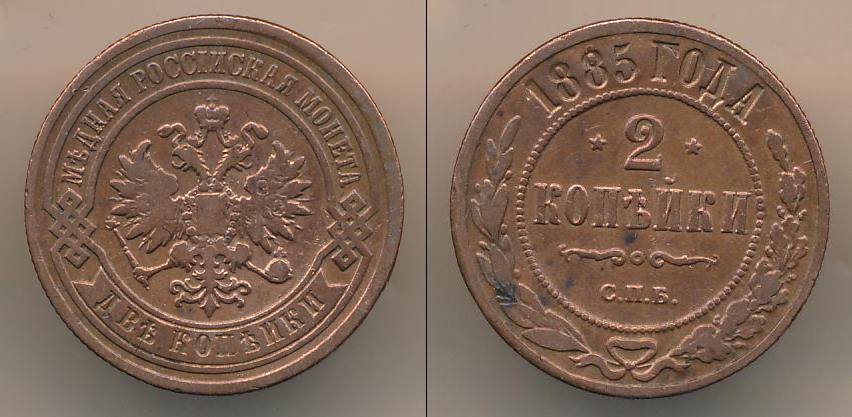 МѢДНАЯ РОССІЙСКАЯ МОНЕТА
ДВѢ КОПѢЙКИ
1885 ГОДА
2
КОПѢЙКИ
С.П.Б.